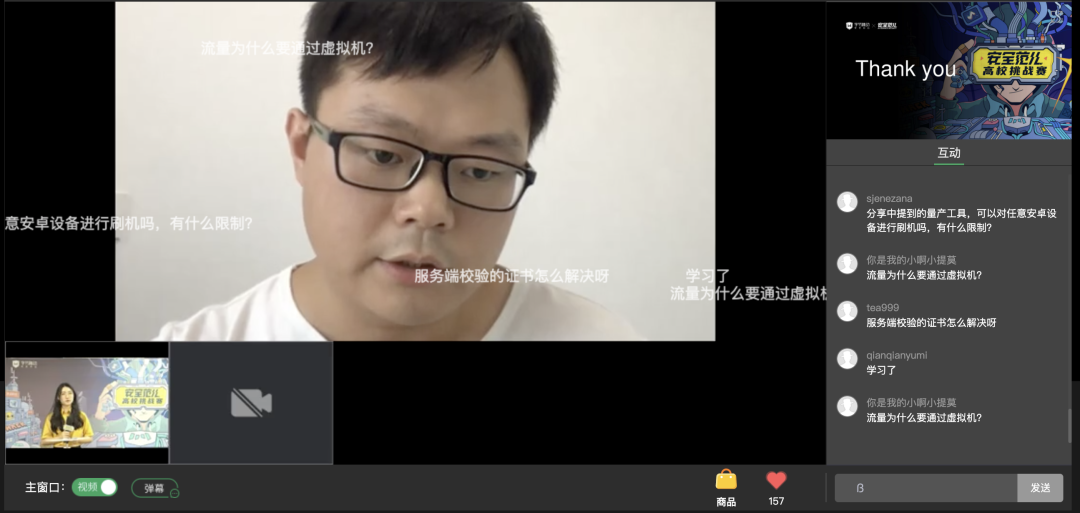 流量为什么要通过虚拟机?
意安卓设备进行刷机吗，有什么限制?
服务端校验的证书怎么解决呀
学习了
流量为什么要通过虚拟机
安全范儿
高校挑战赛
主窗口:
视频
弹幕
商品
157
字节跳动
安全范儿
Thank you
安全范儿
高校挑战赛
互动
sjenezana
分享中提到的量产工具，可以对任意安卓设
备进行刷机吗，有什么限制?
你是我的小啊小提莫
流量为什么要通过虚拟机?
tea999
服务端校验的证书怎么解决呀
qianqianyumi
学习了
你是我的小啊小提莫
流量为什么要通过虚拟机?
发送